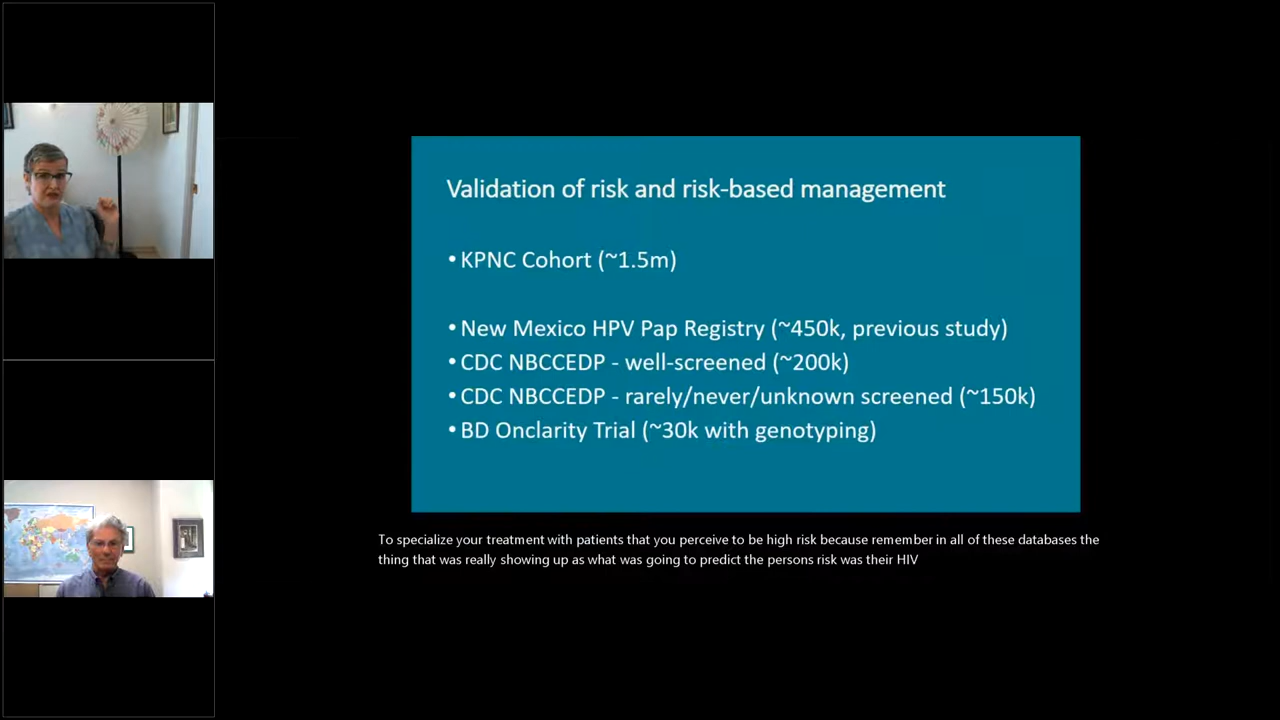 Validation of risk and risk-based management
• KPNC Cohort (~1.5m)
• New Mexico HPV Pap Registry (~450k, previous study)
• CDC NBCCEDP - well-screened (~200k)
• CDC NBCCEDP - rarely/never/unknown screened (~150k)
• BD Onclarity Trial (~30k with genotyping)
To specialize your treatment with patients that you perceive to be high risk because remember in all of these databases the
thing that was really showing up as what was going to predict the persons risk was their HIV